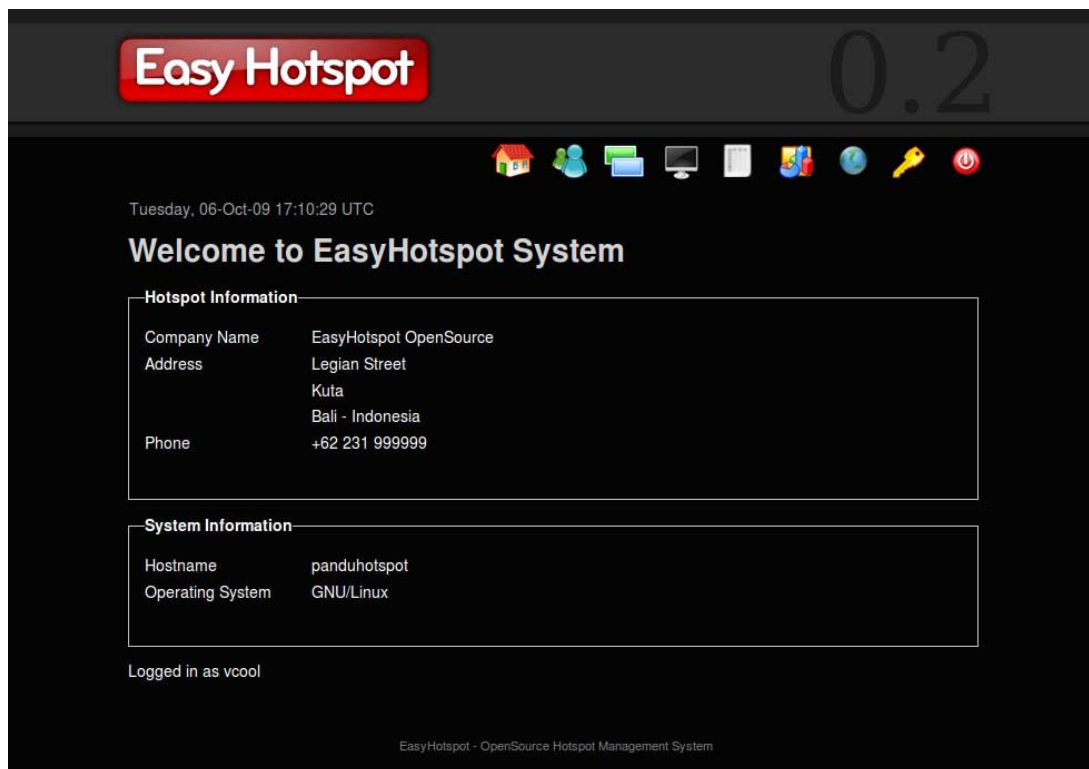 Easy Hotspot
0.2
Tuesday, 06-Oct-09 17:10:29 UTC
Welcome to EasyHotspot System
Hotspot Information
Company Name EasyHotspot OpenSource
Address Legian Street
Kuta
Bali - Indonesia
Phone +62 231 999999
System Information
Hostname panduhotspot
Operating System GNU/Linux
Logged in as vcool
EasyHotspot - OpenSource Hotspot Management System